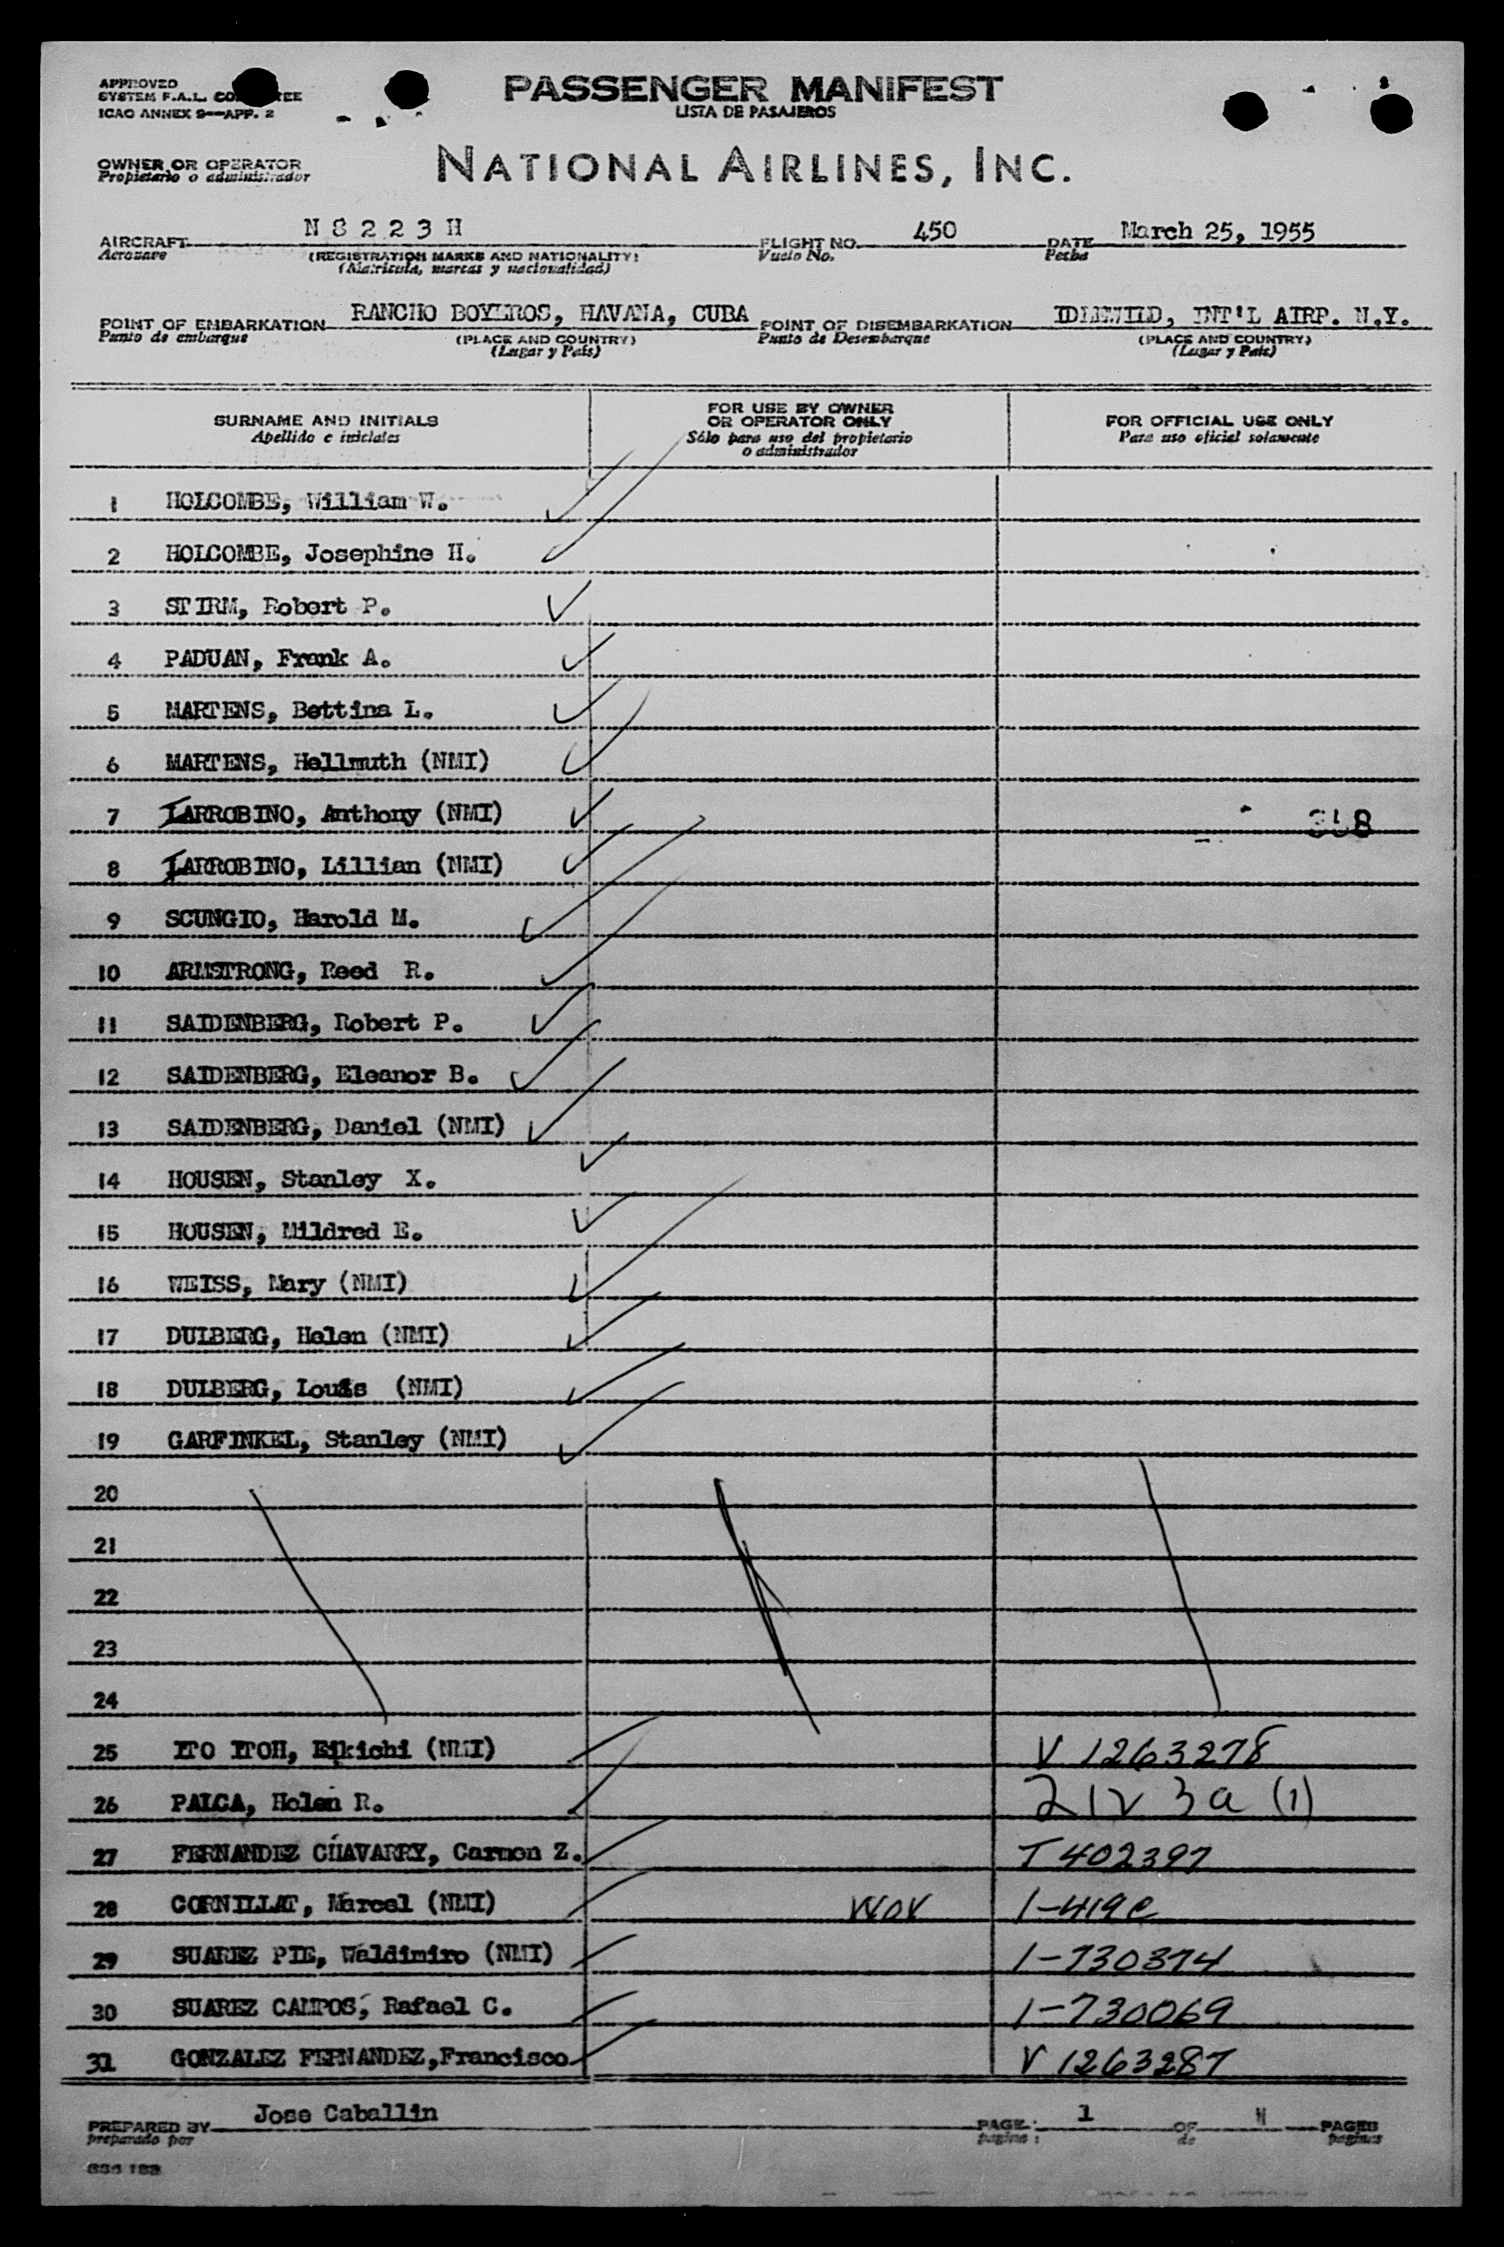 APPROVED
SYSTEM F.A.L. CO EE
ICAO ANNEX 9—APP. 2
PASSENGER MANIFEST
LISTA DE PASAJEROS
OWNER OR OPERATOR
Propietario o administrador
NATIONAL AIRLINES, INC.
AIRCRAFT N 8 2 2 3 H FLIGHT NO. 450 DATE March 25, 1955
Aeronave (REGISTRATION MARKS AND NATIONALITY) Vuelo No. Fecha
(Matricula, marcas y nacionalidad)
POINT OF EMBARKATION RANCHO BOYEROS, HAVANA, CUBA POINT OF DISEMBARKATION IDLEWILD, INT'L AIRP. N.Y.
Punto de embarque (PLACE AND COUNTRY) Punto de Desembarque (PLACE AND COUNTRY)
(Lugar y País) (Lugar y País)
SURNAME AND INITIALS
Apellido e iniciales
FOR USE BY OWNER
OR OPERATOR ONLY
Sólo para uso del propietario
o administrador
FOR OFFICIAL USE ONLY
Para uso oficial solamente
1 HOLCOMBE, William W.
2 HOLCOMBE, Josephine H.
3 STIRM, Robert P.
4 PADUAN, Frank A.
5 MARTENS, Bettina L.
6 MARTENS, Hellmuth (NMI)
7 IARROBINO, Anthony (NMI)
8 IARROBINO, Lillian (NMI)
9 SCUNGIO, Harold M.
10 ARMSTRONG, Reed R.
11 SAIDENBERG, Robert P.
12 SAIDENBERG, Eleanor B.
13 SAIDENBERG, Daniel (NMI)
14 HOUSEN, Stanley X.
15 HOUSEN, Mildred E.
16 WEISS, Mary (NMI)
17 DULBERG, Helen (NMI)
18 DULBERG, Louis (NMI)
19 GARFINKEL, Stanley (NMI)
20
21
22
23
24
25 ITO ITOH, Eikichi (NMI) V 1263278
26 PALCA, Helen R. 212 3a (1)
27 FERNANDEZ CHAVARRY, Carmen Z. T 402397
28 CORNILLAT, Marcel (NMI) WOV 1-419c
29 SUAREZ PIE, Waldimiro (NMI) 1-730374
30 SUAREZ CAMPOS, Rafael C. 1-730069
31 GONZALEZ FERNANDEZ,Francisco V 1263287
PREPARED BY Jose Caballin PAGE: 1 OF PAGES
preparado por pagina: de paginas